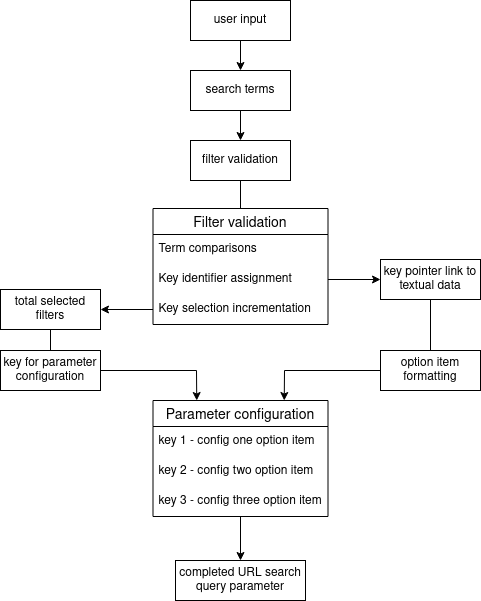 user input
search terms
filter validation
Filter validation
Term comparisons
Key identifier assignment
Key selection incrementation
key pointer link to
textual data
total selected
filters
key for parameter
configuration
option item
formatting
Parameter configuration
key 1 - config one option item
key 2 - config two option item
key 3 - config three option item
completed URL search
query parameter